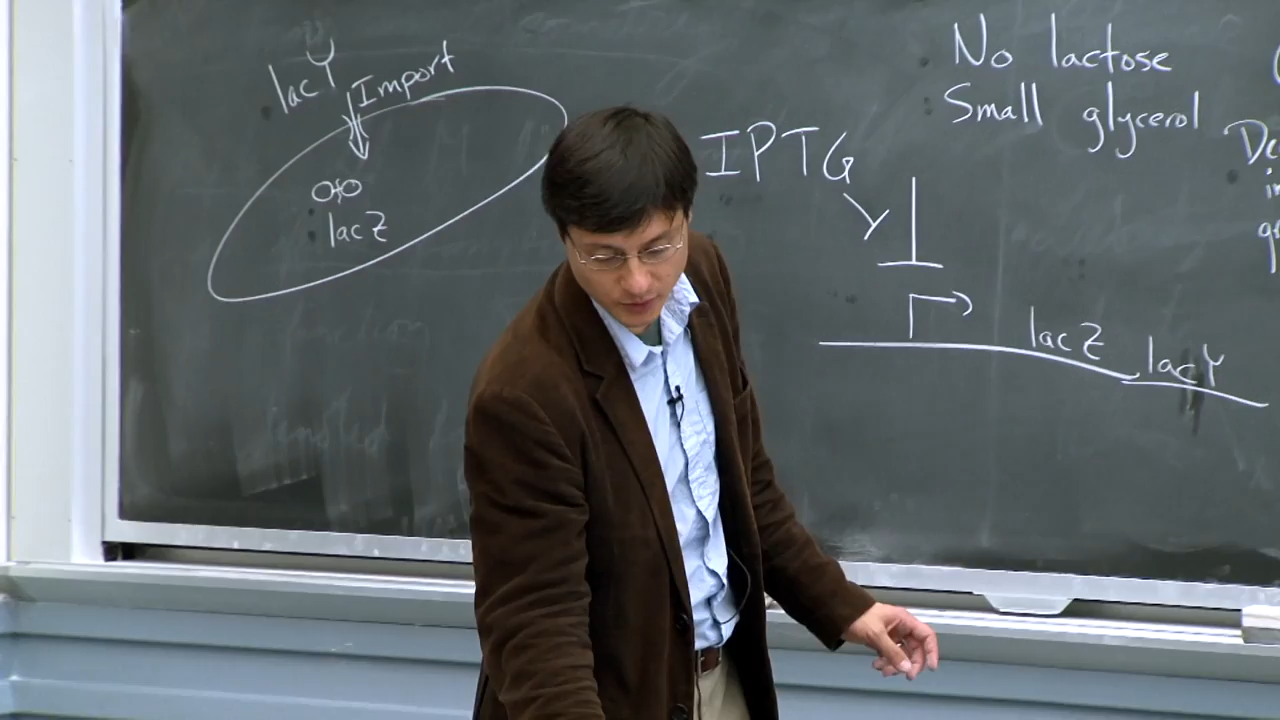 lacY
Import
lacZ
IPTG
No lactose
Small glycerol
lacZ
lacY